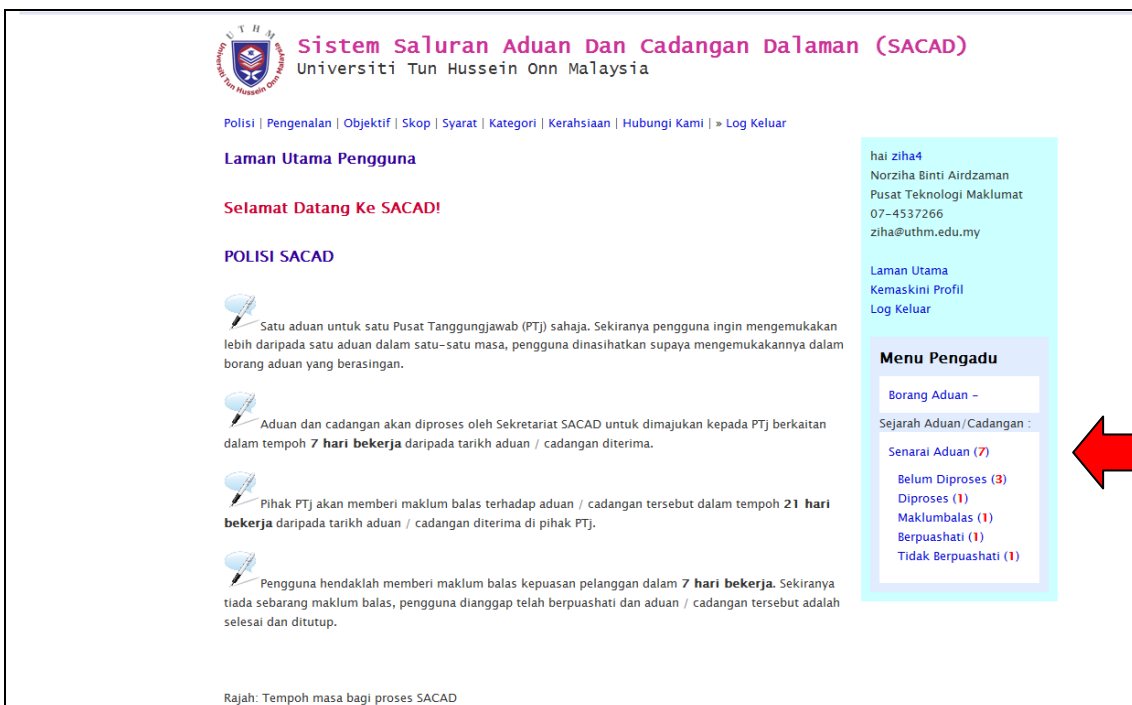 UTHM
Universiti Tun Hussein Onn Malaysia
Sistem Saluran Aduan Dan Cadangan Dalaman (SACAD)
Universiti Tun Hussein Onn Malaysia
Polisi | Pengenalan | Objektif | Skop | Syarat | Kategori | Kerahsiaan | Hubungi Kami | » Log Keluar
Laman Utama Pengguna
Selamat Datang Ke SACAD!
POLISI SACAD
Satu aduan untuk satu Pusat Tanggungjawab (PTj) sahaja. Sekiranya pengguna ingin mengemukakan
lebih daripada satu aduan dalam satu-satu masa, pengguna dinasihatkan supaya mengemukakannya dalam
borang aduan yang berasingan.
Aduan dan cadangan akan diproses oleh Sekretariat SACAD untuk dimajukan kepada PTj berkaitan
dalam tempoh 7 hari bekerja daripada tarikh aduan / cadangan diterima.
Pihak PTj akan memberi maklum balas terhadap aduan / cadangan tersebut dalam tempoh 21 hari
bekerja daripada tarikh aduan / cadangan diterima di pihak PTj.
Pengguna hendaklah memberi maklum balas kepuasan pelanggan dalam 7 hari bekerja. Sekiranya
tiada sebarang maklum balas, pengguna dianggap telah berpuashati dan aduan / cadangan tersebut adalah
selesai dan ditutup.
Rajah: Tempoh masa bagi proses SACAD
hai ziha4
Norziha Binti Airdzaman
Pusat Teknologi Maklumat
07-4537266
ziha@uthm.edu.my
Laman Utama
Kemaskini Profil
Log Keluar
Menu Pengadu
Borang Aduan -
Sejarah Aduan/Cadangan :
Senarai Aduan (7)
Belum Diproses (3)
Diproses (1)
Maklumbalas (1)
Berpuashati (1)
Tidak Berpuashati (1)